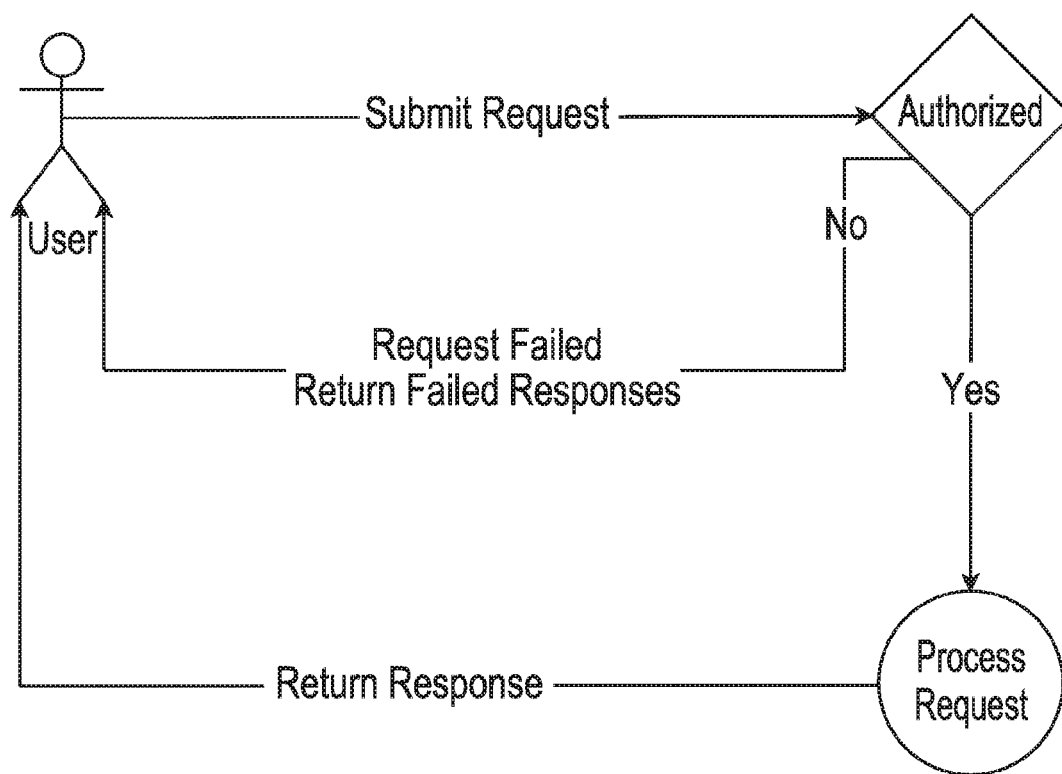 Submit Request
Authorized
User
No
Request Failed
Return Failed Responses
Yes
Return Response
Process
Request